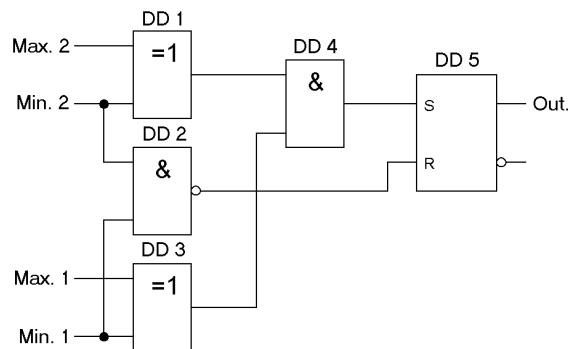 DD 1
Max. 2
=1
DD 4
Min. 2
&
DD 5
S
Out.
DD 2
&
R
DD 3
Max. 1
=1
Min. 1